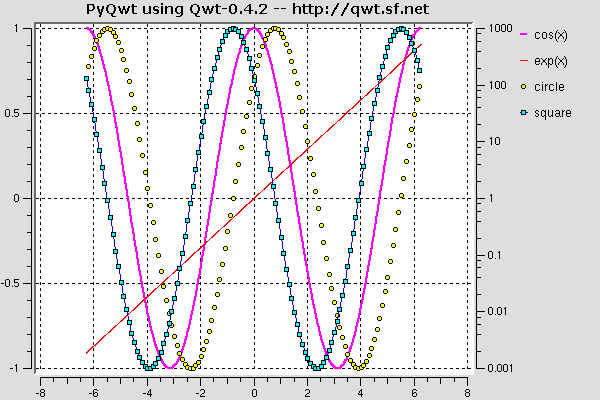 PyQwt using Qwt-0.4.2 -- http://qwt.sf.net
1000
cos(x)
exp(x)
100
circle
0.5
square
10
0
1
0.1
-0.5
0.01
-1
0.001
-8 -6 -4 -2 0 2 4 6 8